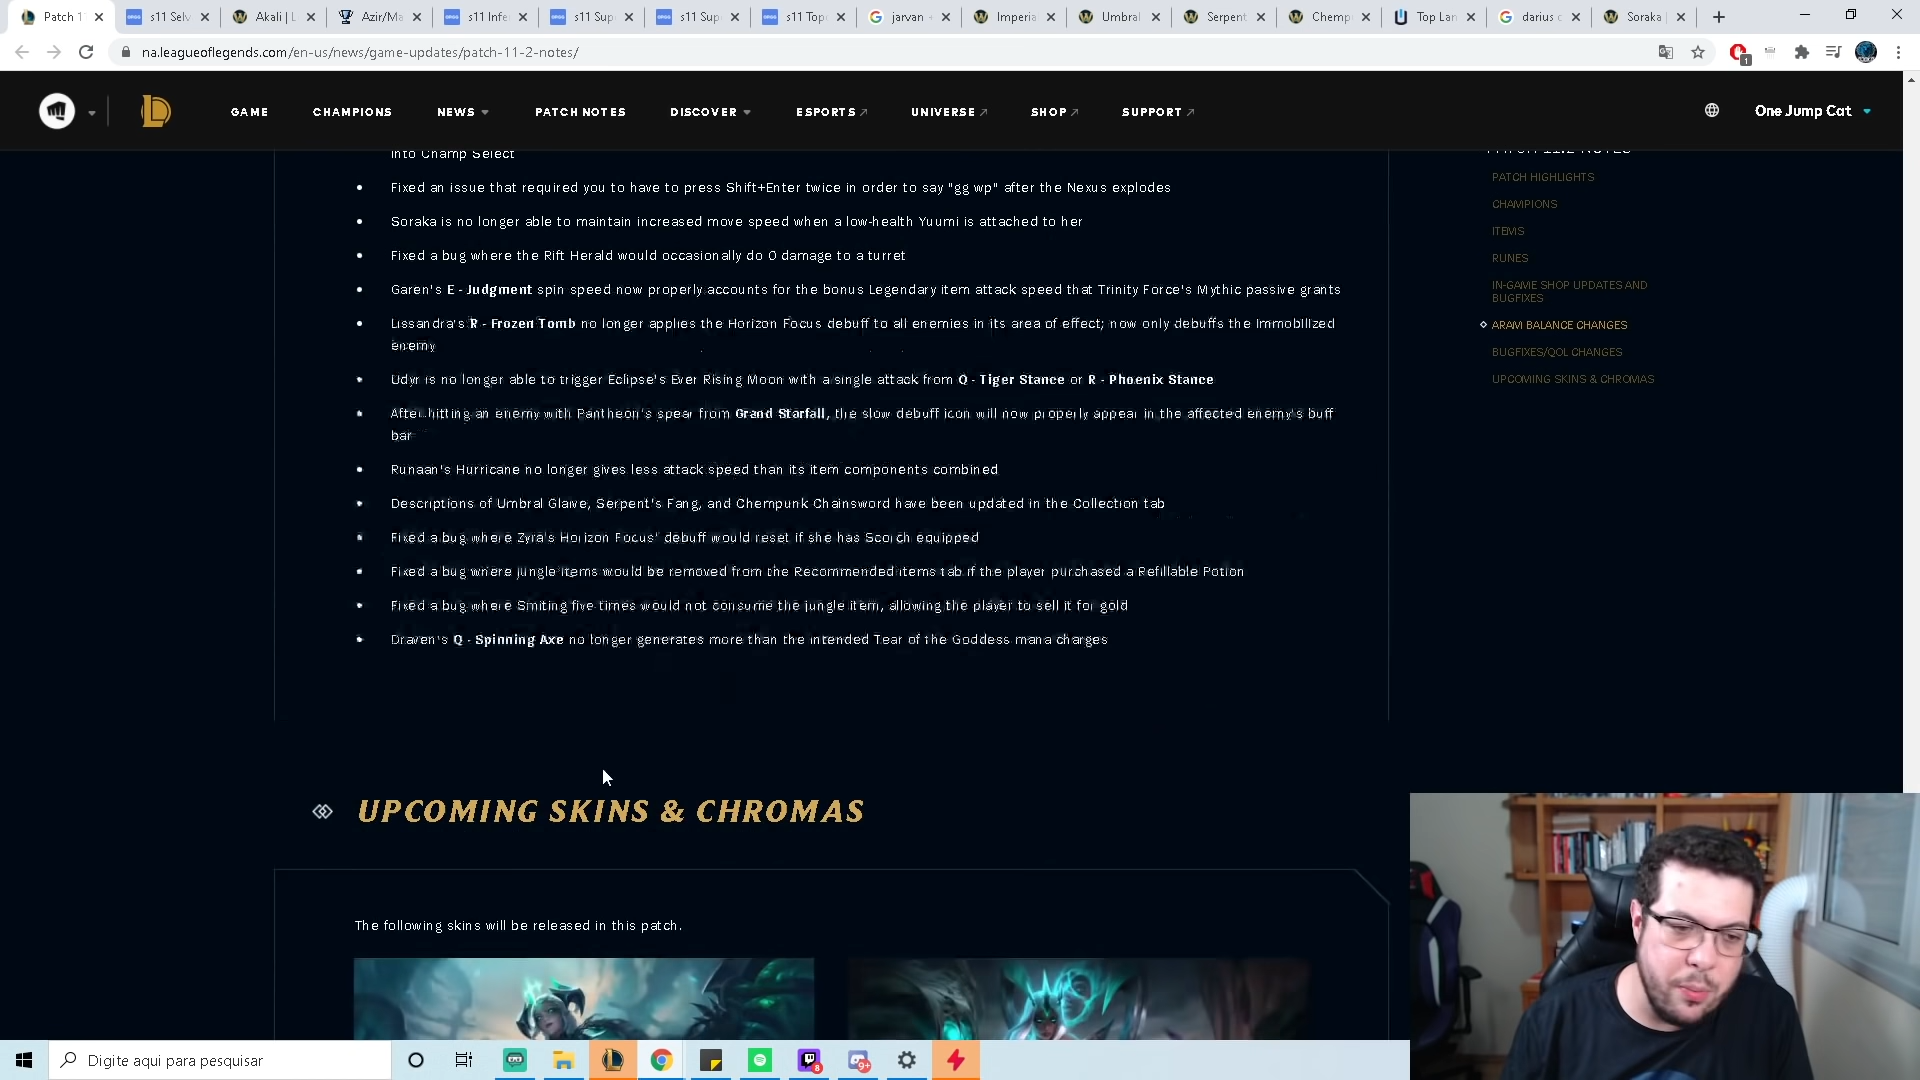 Patch 1
s11 Selv
Akali | L
Azir/Ma
s11 Infe
s11 Sup
s11 Sup
s11 Top
jarvan
Imperia
Umbral
Serpent
Chemp
Top Lan
darius c
Soraka |
na.leagueoflegends.com/en-us/news/game-updates/patch-11-2-notes/
1
GAME
CHAMPIONS
NEWS
PATCH NOTES
DISCOVER
ESPORTS
UNIVERSE
SHOP
SUPPORT
One Jump Cat
into Champ Select
Fixed an issue that required you to have to press Shift+Enter twice in order to say "gg wp" after the Nexus explodes
Soraka is no longer able to maintain increased move speed when a low-health Yuumi is attached to her
Fixed a bug where the Rift Herald would occasionally do 0 damage to a turret
Garen's E - Judgment spin speed now properly accounts for the bonus Legendary item attack speed that Trinity Force's Mythic passive grants
Lissandra's R - Frozen Tomb no longer applies the Horizon Focus debuff to all enemies in its area of effect; now only debuffs the immobilized
enemy
Udyr is no longer able to trigger Eclipse's Ever Rising Moon with a single attack from Q - Tiger Stance or R - Phoenix Stance
After hitting an enemy with Pantheon's spear from Grand Starfall, the slow debuff icon will now properly appear in the affected enemy's buff
bar
Runaan's Hurricane no longer gives less attack speed than its item components combined
Descriptions of Umbral Glaive, Serpent's Fang, and Chempunk Chainsword have been updated in the Collection tab
Fixed a bug where Zyra's Horizon Focus' debuff would reset if she has Scorch equipped
Fixed a bug where jungle items would be removed from the Recommended items tab if the player purchased a Refillable Potion
Fixed a bug where Smiting five times would not consume the jungle item, allowing the player to sell it for gold
Draven's Q - Spinning Axe no longer generates more than the intended Tear of the Goddess mana charges
UPCOMING SKINS & CHROMAS
The following skins will be released in this patch.
PATCH 11.2 NOTES
PATCH HIGHLIGHTS
CHAMPIONS
ITEMS
RUNES
IN-GAME SHOP UPDATES AND
BUGFIXES
ARAM BALANCE CHANGES
BUGFIXES/QOL CHANGES
UPCOMING SKINS & CHROMAS
Digite aqui para pesquisar
8
9+